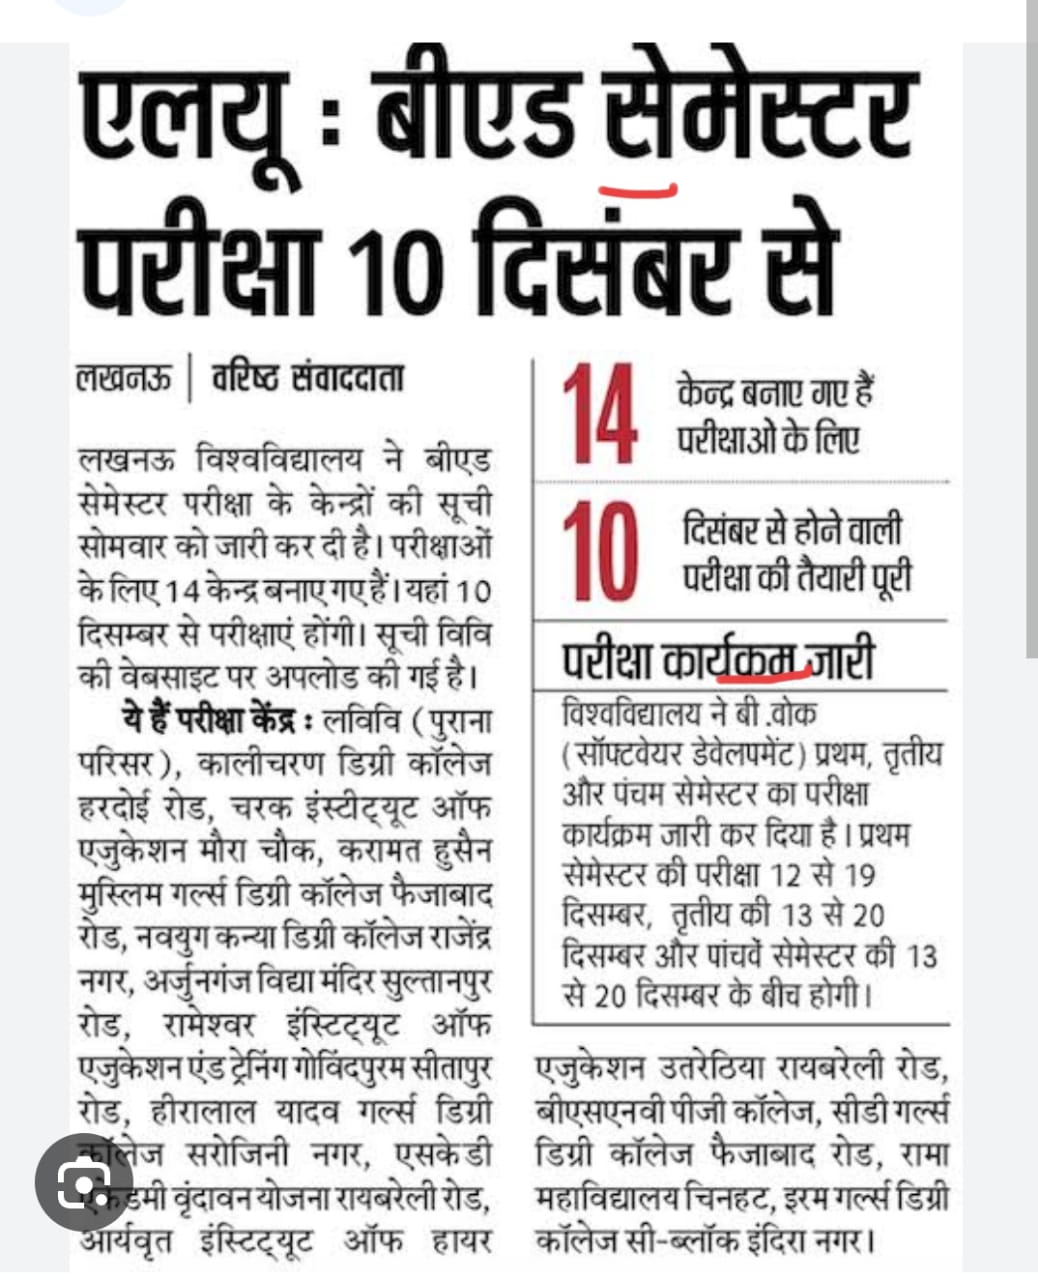 एलयू : बीएड सेमेस्टर
परीक्षा 10 दिसंबर से
लखनऊ | वरिष्ठ संवाददाता
लखनऊ विश्वविद्यालय ने बीएड
सेमेस्टर परीक्षा के केन्द्रों की सूची
सोमवार को जारी कर दी है। परीक्षाओं
के लिए 14 केन्द्र बनाए गए हैं। यहां 10
दिसम्बर से परीक्षाएं होंगी। सूची विवि
की वेबसाइट पर अपलोड की गई है।
ये हैं परीक्षा केंद्र : लविवि (पुराना
परिसर), कालीचरण डिग्री कॉलेज
हरदोई रोड, चरक इंस्टीट्यूट ऑफ
एजुकेशन मौरा चौक, करामत हुसैन
मुस्लिम गर्ल्स डिग्री कॉलेज फैजाबाद
रोड, नवयुग कन्या डिग्री कॉलेज राजेंद्र
नगर, अर्जुनगंज विद्या मंदिर सुल्तानपुर
रोड, रामेश्वर इंस्टिट्यूट ऑफ
एजुकेशन एंड ट्रेनिंग गोविंदपुरम सीतापुर
रोड, हीरालाल यादव गर्ल्स डिग्री
कॉलेज सरोजिनी नगर, एसकेडी
एकेडमी वृंदावन योजना रायबरेली रोड,
आर्यवृत इंस्टिट्यूट ऑफ हायर
14 केन्द्र बनाए गए हैं
परीक्षाओ के लिए
10 दिसंबर से होने वाली
परीक्षा की तैयारी पूरी
परीक्षा कार्यक्रम जारी
विश्वविद्यालय ने बी .वोक
(सॉफ्टवेयर डेवेलपमेंट) प्रथम, तृतीय
और पंचम सेमेस्टर का परीक्षा
कार्यक्रम जारी कर दिया है। प्रथम
सेमेस्टर की परीक्षा 12 से 19
दिसम्बर, तृतीय की 13 से 20
दिसम्बर और पांचवें सेमेस्टर की 13
से 20 दिसम्बर के बीच होगी।
एजुकेशन उतरेठिया रायबरेली रोड,
बीएसएनवी पीजी कॉलेज, सीडी गर्ल्स
डिग्री कॉलेज फैजाबाद रोड, रामा
महाविद्यालय चिनहट, इरम गर्ल्स डिग्री
कॉलेज सी-ब्लॉक इंदिरा नगर।